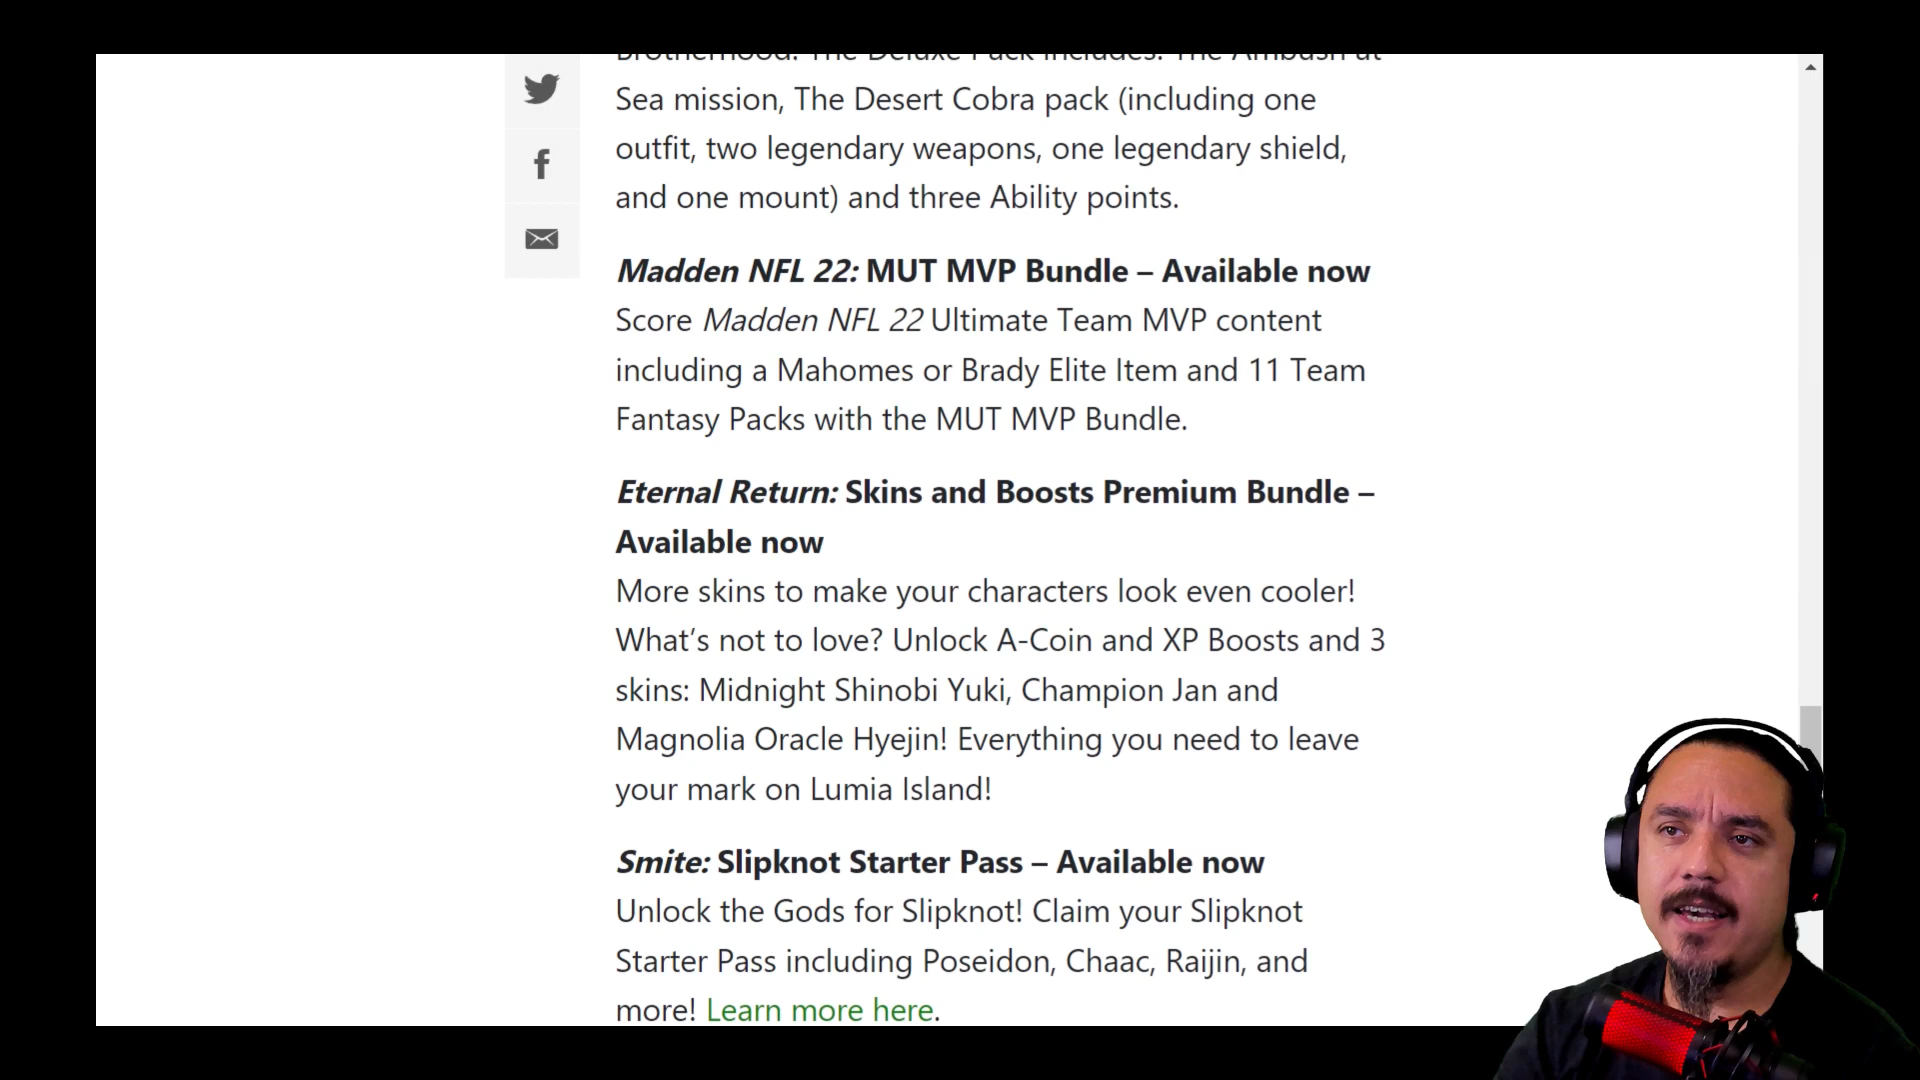 Brotherhood. The Deluxe Pack includes: The Ambush at
Sea mission, The Desert Cobra pack (including one
outfit, two legendary weapons, one legendary shield,
and one mount) and three Ability points.
Madden NFL 22: MUT MVP Bundle – Available now
Score Madden NFL 22 Ultimate Team MVP content
including a Mahomes or Brady Elite Item and 11 Team
Fantasy Packs with the MUT MVP Bundle.
Eternal Return: Skins and Boosts Premium Bundle –
Available now
More skins to make your characters look even cooler!
What’s not to love? Unlock A-Coin and XP Boosts and 3
skins: Midnight Shinobi Yuki, Champion Jan and
Magnolia Oracle Hyejin! Everything you need to leave
your mark on Lumia Island!
Smite: Slipknot Starter Pass – Available now
Unlock the Gods for Slipknot! Claim your Slipknot
Starter Pass including Poseidon, Chaac, Raijin, and
more! Learn more here.